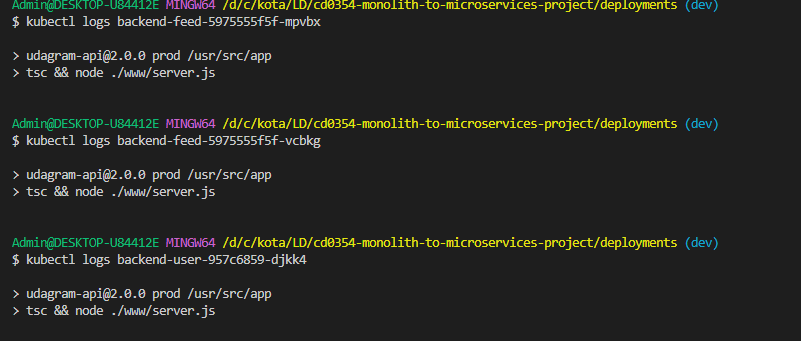 Admin@DESKTOP-U84412E MINGW64 /d/c/kota/LD/cd0354-monolith-to-microservices-project/deployments (dev)
$ kubectl logs backend-feed-5975555f5f-mpvbx
> udagram-api@2.0.0 prod /usr/src/app
> tsc && node ./www/server.js
Admin@DESKTOP-U84412E MINGW64 /d/c/kota/LD/cd0354-monolith-to-microservices-project/deployments (dev)
$ kubectl logs backend-feed-5975555f5f-vcbkg
> udagram-api@2.0.0 prod /usr/src/app
> tsc && node ./www/server.js
Admin@DESKTOP-U84412E MINGW64 /d/c/kota/LD/cd0354-monolith-to-microservices-project/deployments (dev)
$ kubectl logs backend-user-957c6859-djkk4
> udagram-api@2.0.0 prod /usr/src/app
> tsc && node ./www/server.js